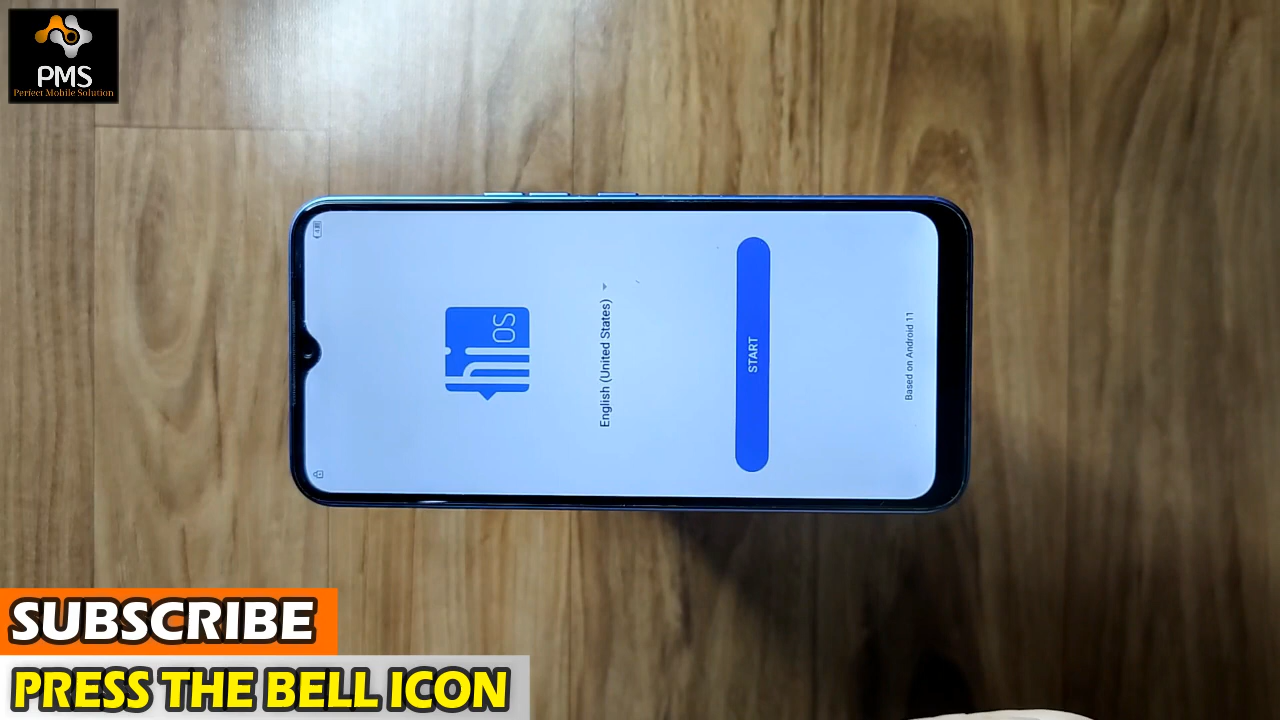 PMS
Perfect Mobile Solution
OS
English (United States)
START
Based on Android 11
SUBSCRIBE
PRESS THE BELL ICON